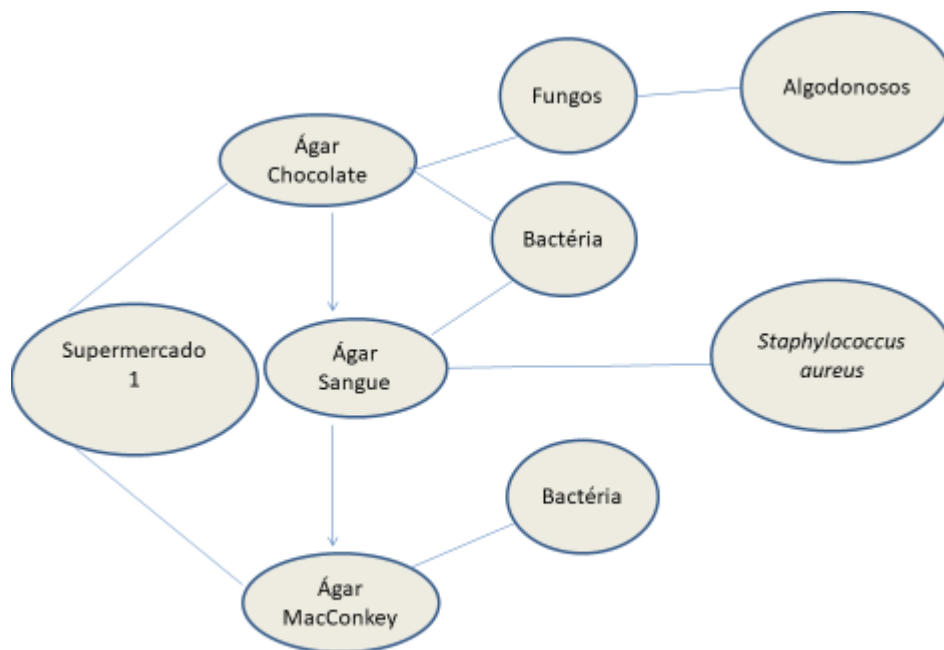 Fungos
Algodonosos
Ágar
Chocolate
Bactéria
Supermercado
1
Ágar
Sangue
Staphylococcus
aureus
Bactéria
Ágar
MacConkey